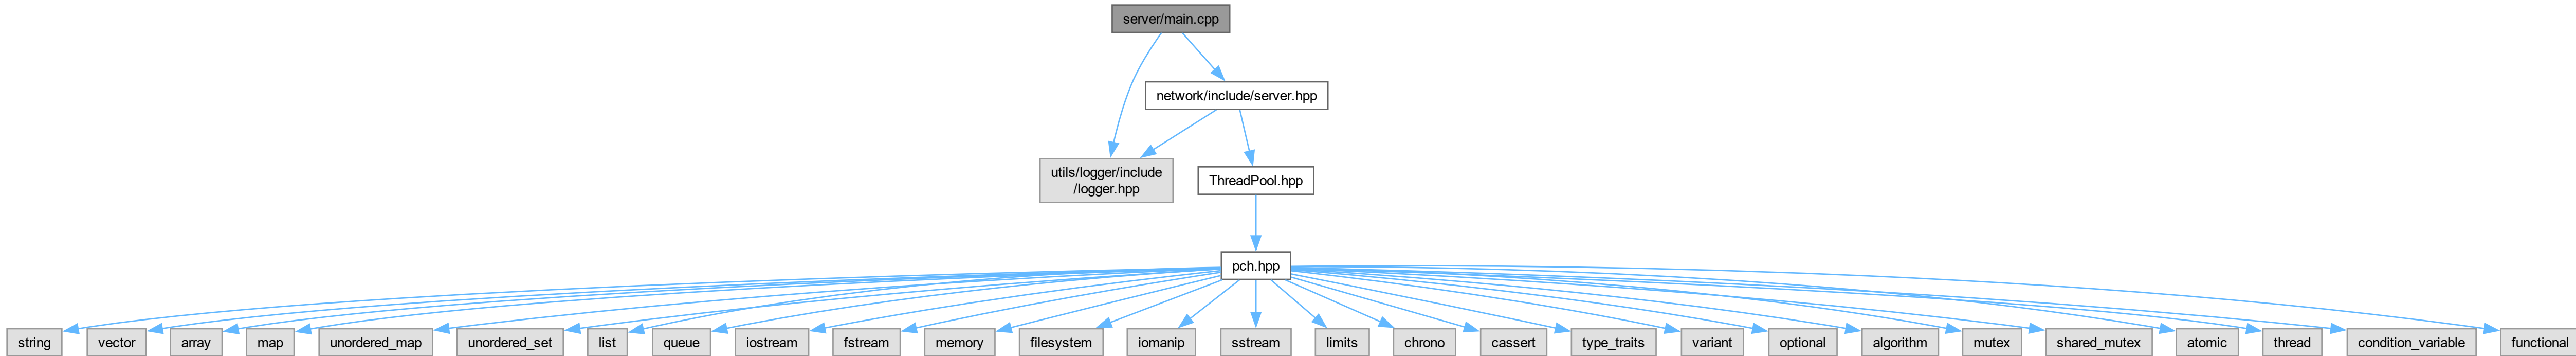 server/main.cpp
network/include/server.hpp
utils/logger/include
/logger.hpp
ThreadPool.hpp
pch.hpp
string
vector
array
map
unordered_map
unordered_set
list
queue
iostream
fstream
memory
filesystem
iomanip
sstream
limits
chrono
cassert
type_traits
variant
optional
algorithm
mutex
shared_mutex
atomic
thread
condition_variable
functional